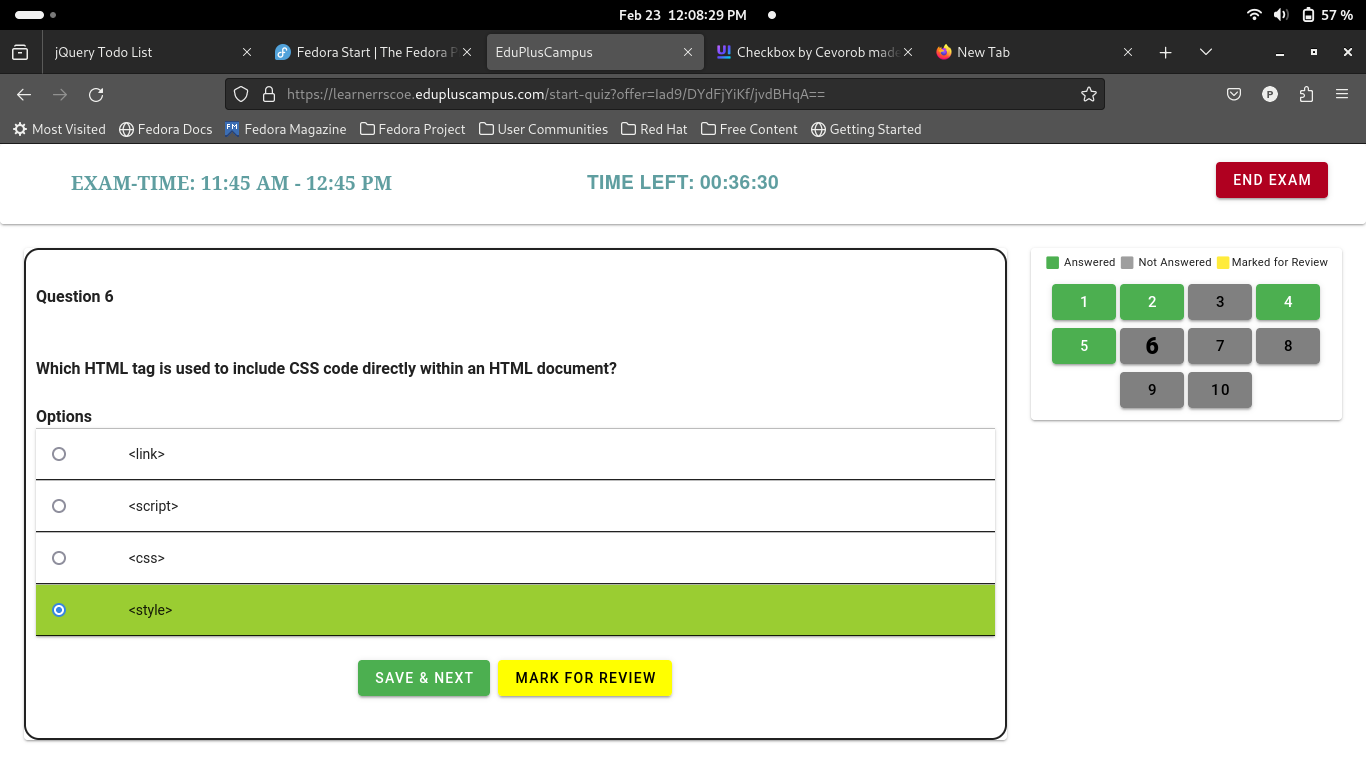 Feb 23 12:08:29 PM
57 %
jQuery Todo List
Fedora Start | The Fedora P
EduPlusCampus
Checkbox by Cevorob made
New Tab
https://learnerrscoe.edupluscampus.com/start-quiz?offer=Iad9/DYdFjYiKf/jvdBHqA==
P
Most Visited
Fedora Docs
FM
Fedora Magazine
Fedora Project
User Communities
Red Hat
Free Content
Getting Started
EXAM-TIME: 11:45 AM - 12:45 PM
TIME LEFT: 00:36:30
END EXAM
Question 6
Which HTML tag is used to include CSS code directly within an HTML document?
Options
<link>
<script>
<css>
<style>
SAVE & NEXT
MARK FOR REVIEW
Answered
Not Answered
Marked for Review
1 2 3 4
5 6 7 8
9 10